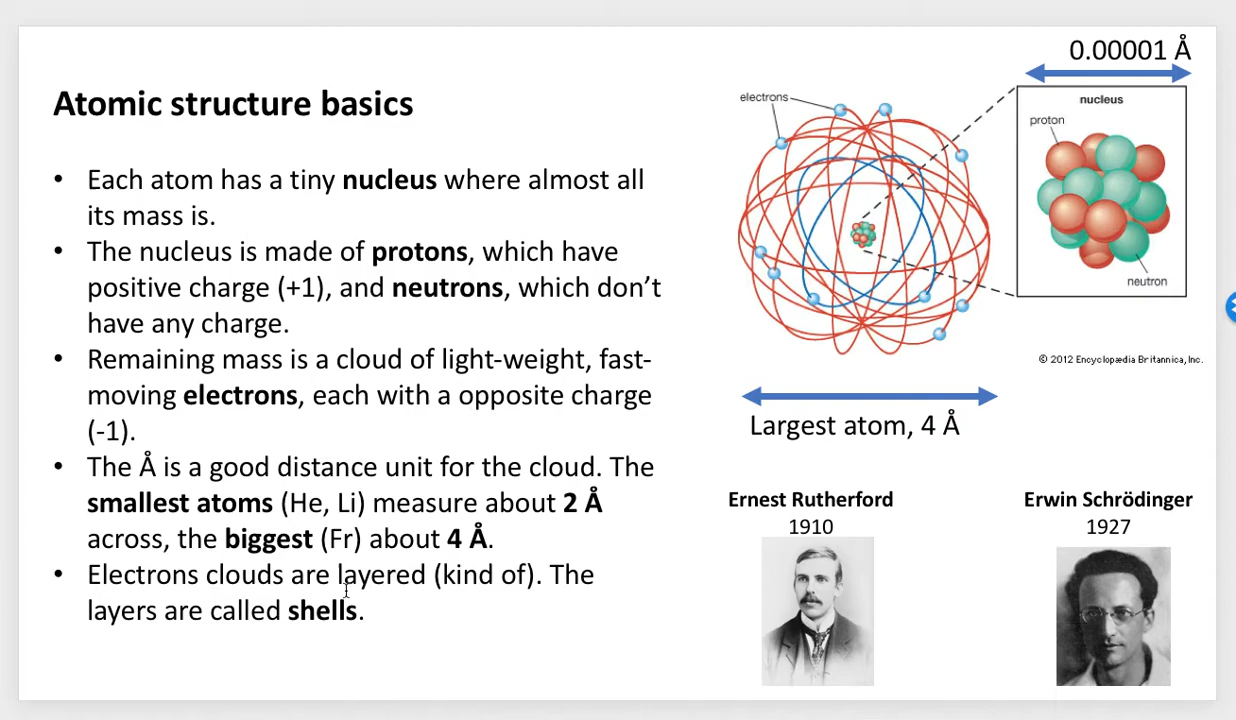 Atomic structure basics
• Each atom has a tiny nucleus where almost all
its mass is.
• The nucleus is made of protons, which have
positive charge (+1), and neutrons, which don’t
have any charge.
• Remaining mass is a cloud of light-weight, fast-
moving electrons, each with a opposite charge
(-1).
• The Å is a good distance unit for the cloud. The
smallest atoms (He, Li) measure about 2 Å
across, the biggest (Fr) about 4 Å.
• Electrons clouds are layered (kind of). The
layers are called shells.
0.00001 Å
electrons
nucleus
proton
neutron
© 2012 Encyclopædia Britannica, Inc.
Largest atom, 4 Å
Ernest Rutherford
1910
Erwin Schrödinger
1927